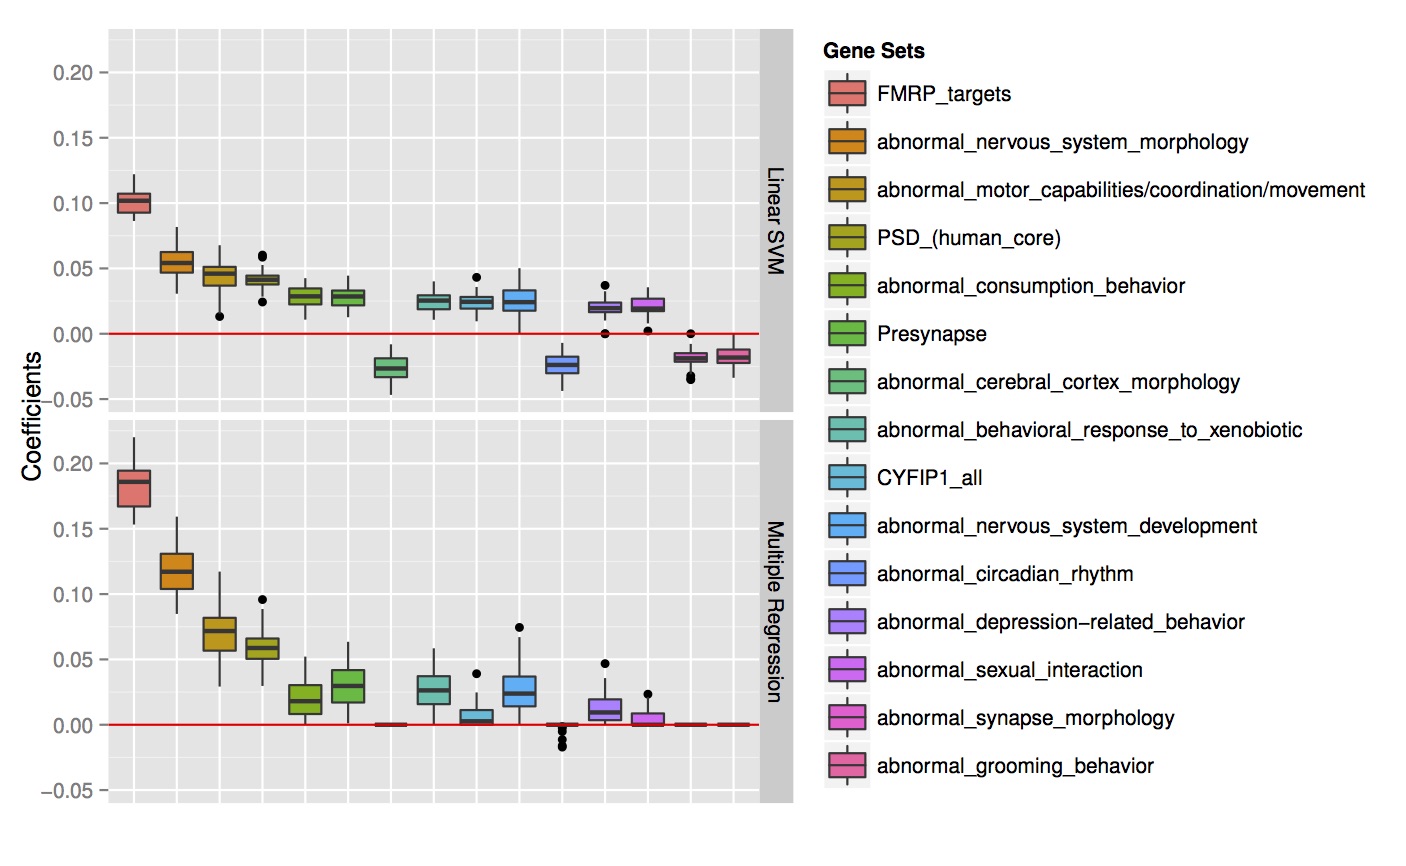 Coefficients
0.20
0.15
0.10
0.05
0.00
−0.05
Linear SVM
0.20
0.15
0.10
0.05
0.00
−0.05
Multiple Regression
Gene Sets
FMRP_targets
abnormal_nervous_system_morphology
abnormal_motor_capabilities/coordination/movement
PSD_(human_core)
abnormal_consumption_behavior
Presynapse
abnormal_cerebral_cortex_morphology
abnormal_behavioral_response_to_xenobiotic
CYFIP1_all
abnormal_nervous_system_development
abnormal_circadian_rhythm
abnormal_depression−related_behavior
abnormal_sexual_interaction
abnormal_synapse_morphology
abnormal_grooming_behavior